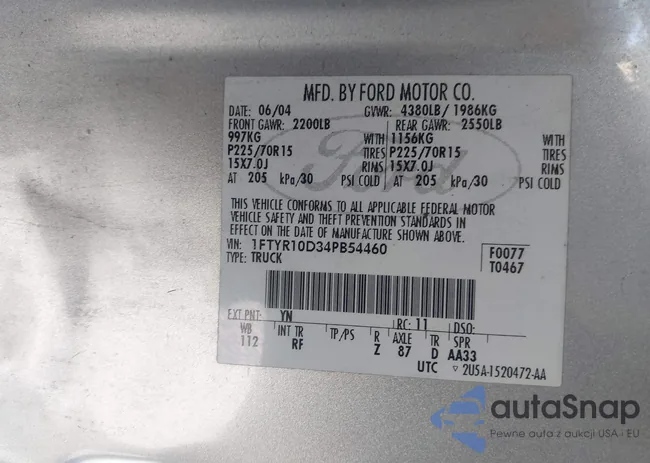 MFD. BY FORD MOTOR CO.
DATE: 06/04 GVWR: 4380LB/ 1986KG
FRONT GAWR: 2200LB REAR GAWR: 2550LB
997KG WITH 1156KG WITH
P225/70R15 TIRES P225/70R15 TIRES
15X7.0J RIMS 15X7.0J RIMS
AT 205 kPa/30 PSI COLD AT 205 kPa/30 PSI COLD
Ford
THIS VEHICLE CONFORMS TO ALL APPLICABLE FEDERAL MOTOR
VEHICLE SAFETY AND THEFT PREVENTION STANDARDS IN
EFFECT ON THE DATE OF MANUFACTURE SHOWN ABOVE.
VIN: 1FTYR10D34PB54460 F0077
TYPE: TRUCK T0467
EXT PNT: YN RC: 11 DSO:
WB INT TR TP/PS R AXLE TR SPR
112 RF Z 87 D AA33
UTC ▽ 2U5A-1520472-AA
autaSnap
Pewne auta z aukcji USA i EU